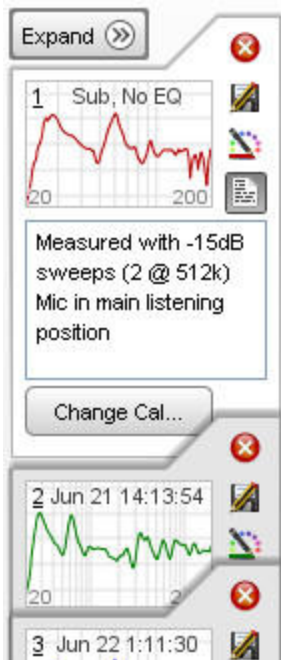 Expand
1 Sub, No EQ
20 200
Measured with -15dB
sweeps (2 @ 512k)
Mic in main listening
position
Change Cal...
2 Jun 21 14:13:54
20 2
3 Jun 22 1:11:30